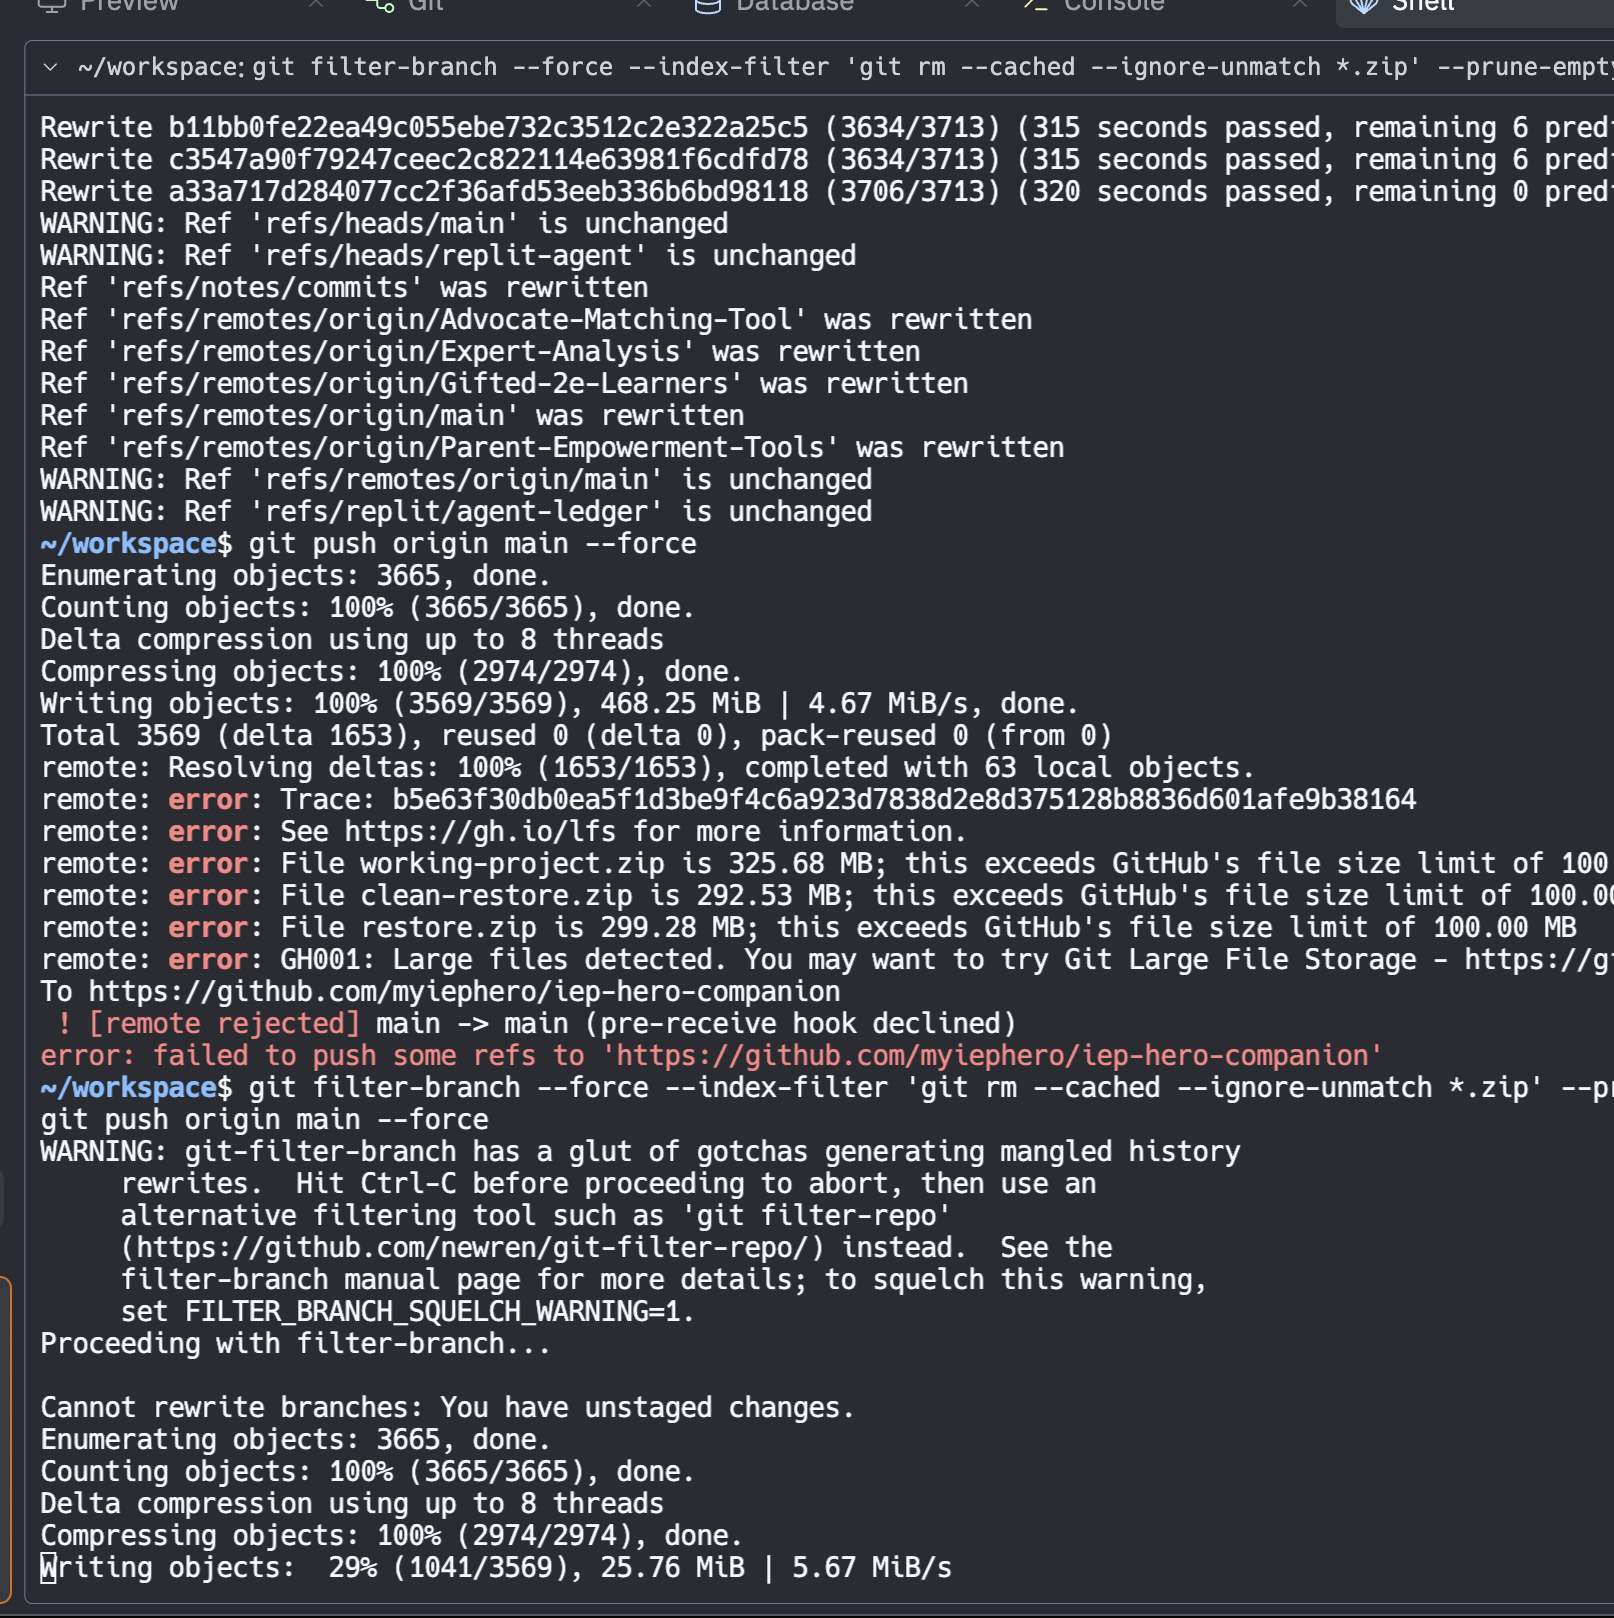 Preview
Git
Database
Console
Shell
~/workspace: git filter-branch --force --index-filter 'git rm --cached --ignore-unmatch *.zip' --prune-empty
Rewrite b11bb0fe22ea49c055ebe732c3512c2e322a25c5 (3634/3713) (315 seconds passed, remaining 6 predi
Rewrite c3547a90f79247ceec2c822114e63981f6cdfd78 (3634/3713) (315 seconds passed, remaining 6 predi
Rewrite a33a717d284077cc2f36afd53eeb336b6bd98118 (3706/3713) (320 seconds passed, remaining 0 predi
WARNING: Ref 'refs/heads/main' is unchanged
WARNING: Ref 'refs/heads/replit-agent' is unchanged
Ref 'refs/notes/commits' was rewritten
Ref 'refs/remotes/origin/Advocate-Matching-Tool' was rewritten
Ref 'refs/remotes/origin/Expert-Analysis' was rewritten
Ref 'refs/remotes/origin/Gifted-2e-Learners' was rewritten
Ref 'refs/remotes/origin/main' was rewritten
Ref 'refs/remotes/origin/Parent-Empowerment-Tools' was rewritten
WARNING: Ref 'refs/remotes/origin/main' is unchanged
WARNING: Ref 'refs/replit/agent-ledger' is unchanged
~/workspace$ git push origin main --force
Enumerating objects: 3665, done.
Counting objects: 100% (3665/3665), done.
Delta compression using up to 8 threads
Compressing objects: 100% (2974/2974), done.
Writing objects: 100% (3569/3569), 468.25 MiB | 4.67 MiB/s, done.
Total 3569 (delta 1653), reused 0 (delta 0), pack-reused 0 (from 0)
remote: Resolving deltas: 100% (1653/1653), completed with 63 local objects.
remote: error: Trace: b5e63f30db0ea5f1d3be9f4c6a923d7838d2e8d375128b8836d601afe9b38164
remote: error: See https://gh.io/lfs for more information.
remote: error: File working-project.zip is 325.68 MB; this exceeds GitHub's file size limit of 100
remote: error: File clean-restore.zip is 292.53 MB; this exceeds GitHub's file size limit of 100.00
remote: error: File restore.zip is 299.28 MB; this exceeds GitHub's file size limit of 100.00 MB
remote: error: GH001: Large files detected. You may want to try Git Large File Storage - https://g
To https://github.com/myiephero/iep-hero-companion
! [remote rejected] main -> main (pre-receive hook declined)
error: failed to push some refs to 'https://github.com/myiephero/iep-hero-companion'
~/workspace$ git filter-branch --force --index-filter 'git rm --cached --ignore-unmatch *.zip' --pr
git push origin main --force
WARNING: git-filter-branch has a glut of gotchas generating mangled history
rewrites.  Hit Ctrl-C before proceeding to abort, then use an
alternative filtering tool such as 'git filter-repo'
(https://github.com/newren/git-filter-repo/) instead.  See the
filter-branch manual page for more details; to squelch this warning,
set FILTER_BRANCH_SQUELCH_WARNING=1.
Proceeding with filter-branch...
Cannot rewrite branches: You have unstaged changes.
Enumerating objects: 3665, done.
Counting objects: 100% (3665/3665), done.
Delta compression using up to 8 threads
Compressing objects: 100% (2974/2974), done.
Writing objects:  29% (1041/3569), 25.76 MiB | 5.67 MiB/s